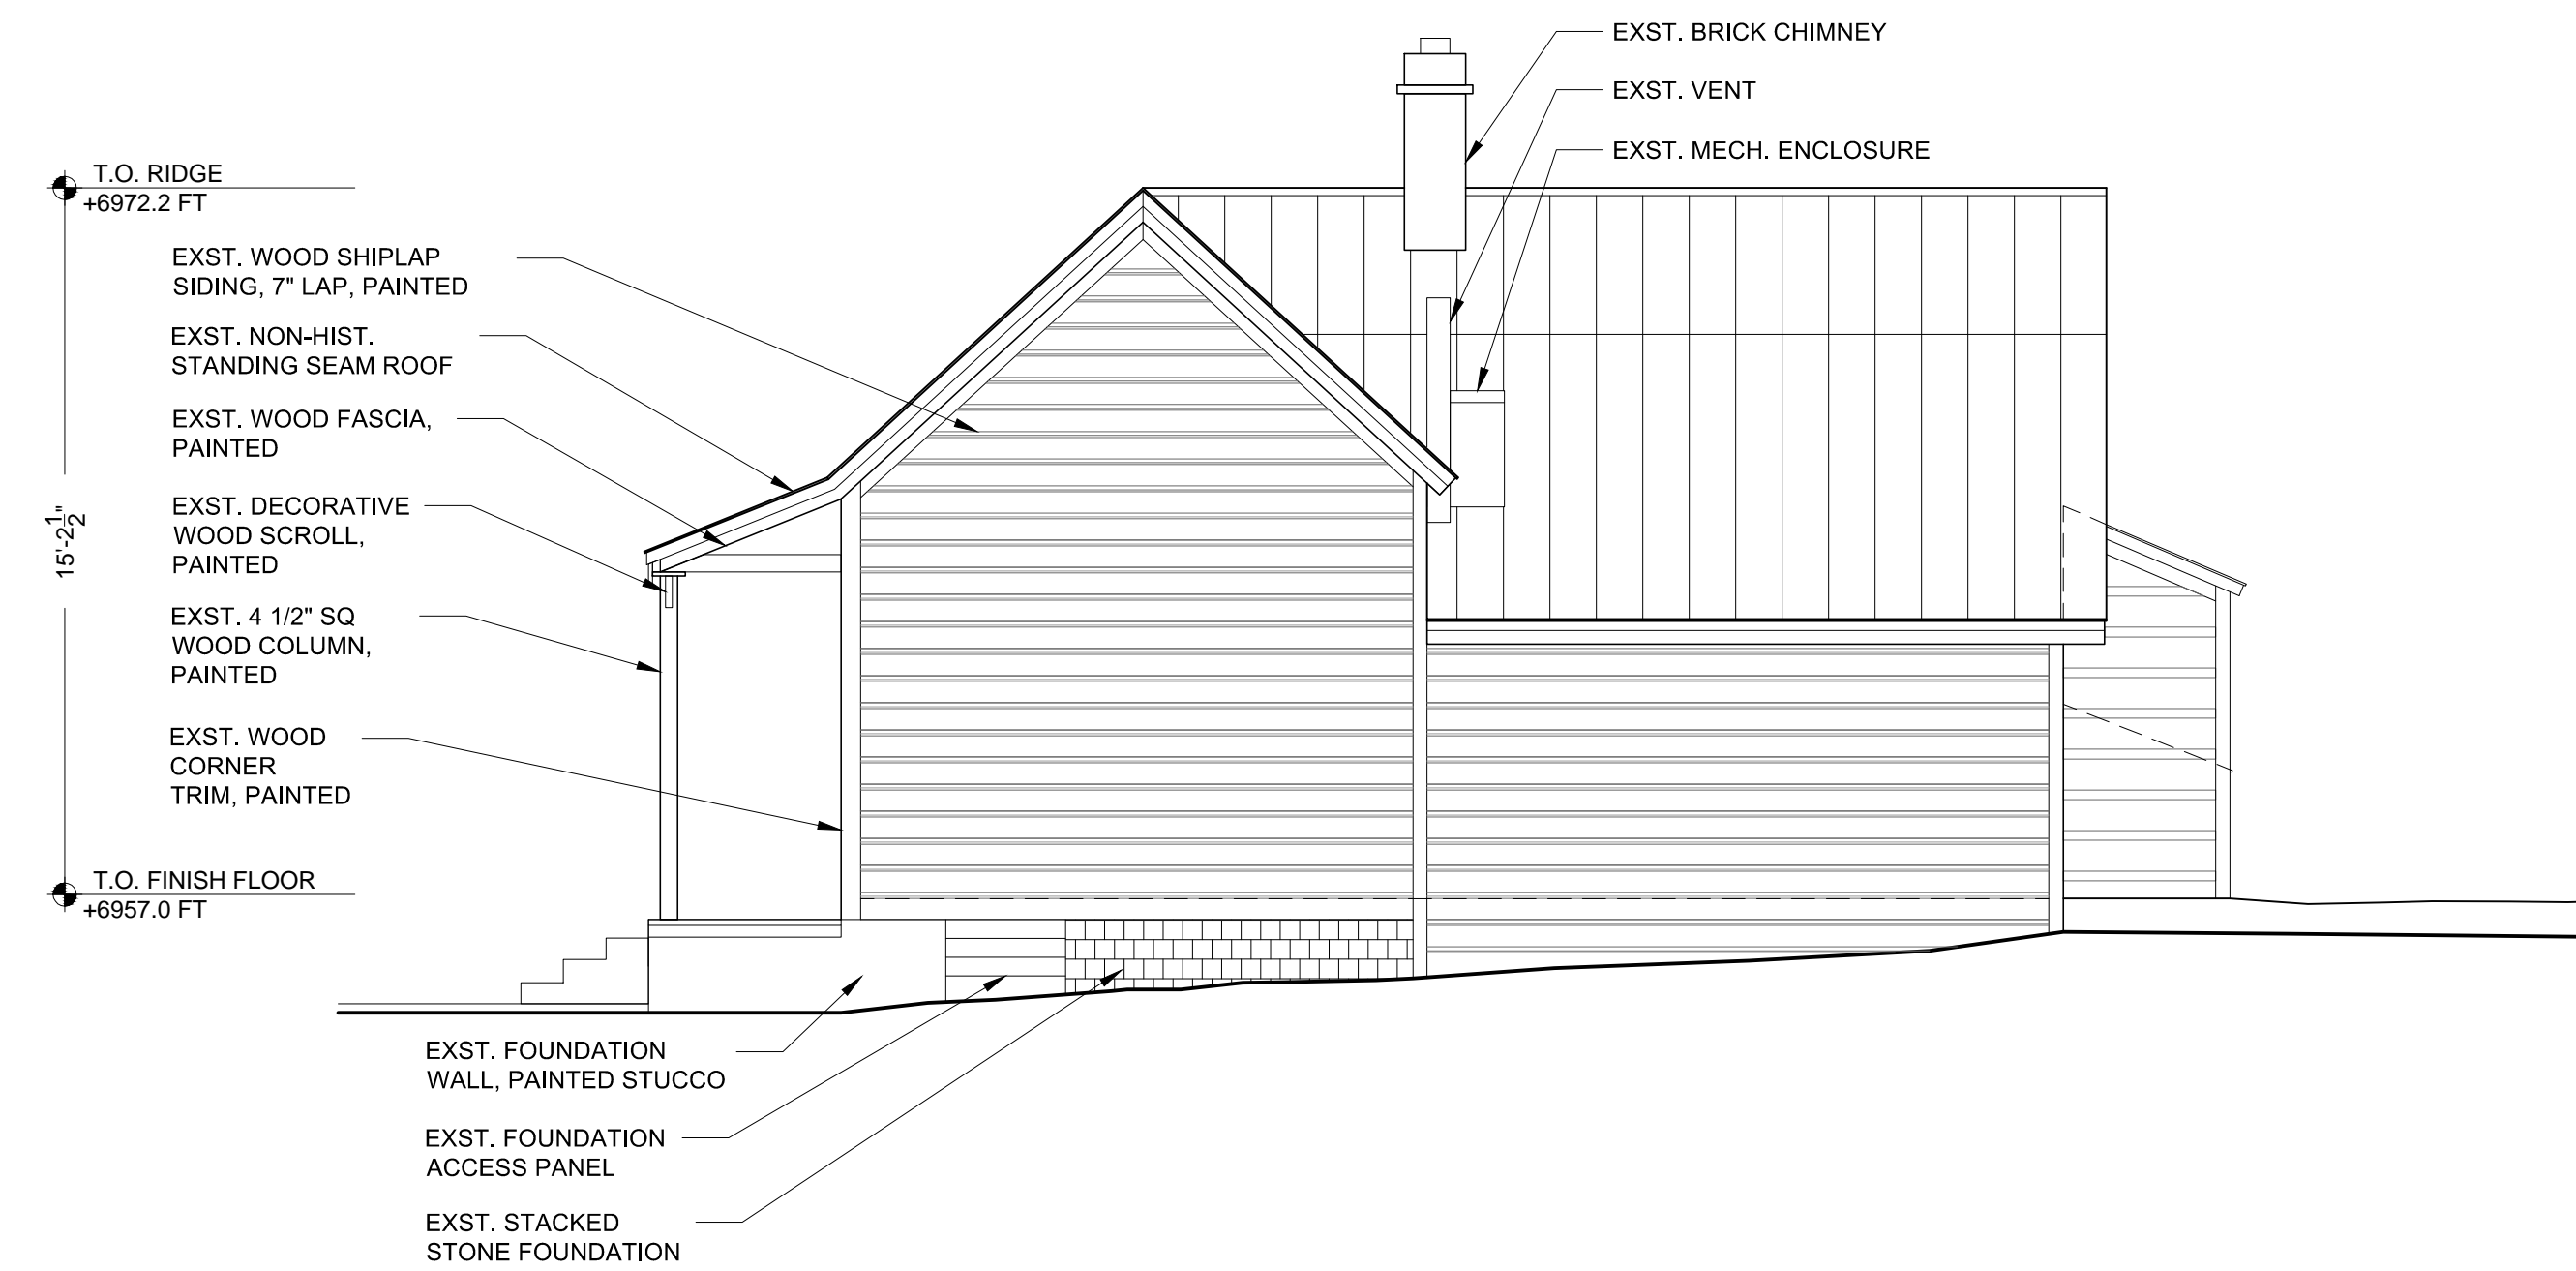 EXST. BRICK CHIMNEY
EXST. VENT
EXST. MECH. ENCLOSURE
T.O. RIDGE
+6972.2 FT
EXST. WOOD SHIPLAP
SIDING, 7" LAP, PAINTED
EXST. NON-HIST.
STANDING SEAM ROOF
EXST. WOOD FASCIA,
PAINTED
EXST. DECORATIVE
WOOD SCROLL,
PAINTED
15'-2 1/2"
EXST. 4 1/2" SQ
WOOD COLUMN,
PAINTED
EXST. WOOD
CORNER
TRIM, PAINTED
T.O. FINISH FLOOR
+6957.0 FT
EXST. FOUNDATION
WALL, PAINTED STUCCO
EXST. FOUNDATION
ACCESS PANEL
EXST. STACKED
STONE FOUNDATION